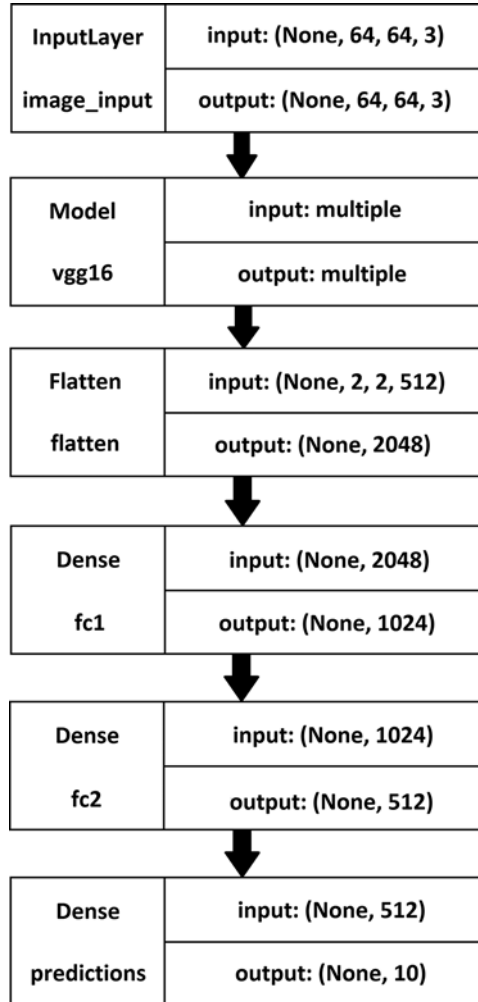 InputLayer
image_input
input: (None, 64, 64, 3)
output: (None, 64, 64, 3)
Model
vgg16
input: multiple
output: multiple
Flatten
flatten
input: (None, 2, 2, 512)
output: (None, 2048)
Dense
fc1
input: (None, 2048)
output: (None, 1024)
Dense
fc2
input: (None, 1024)
output: (None, 512)
Dense
predictions
input: (None, 512)
output: (None, 10)